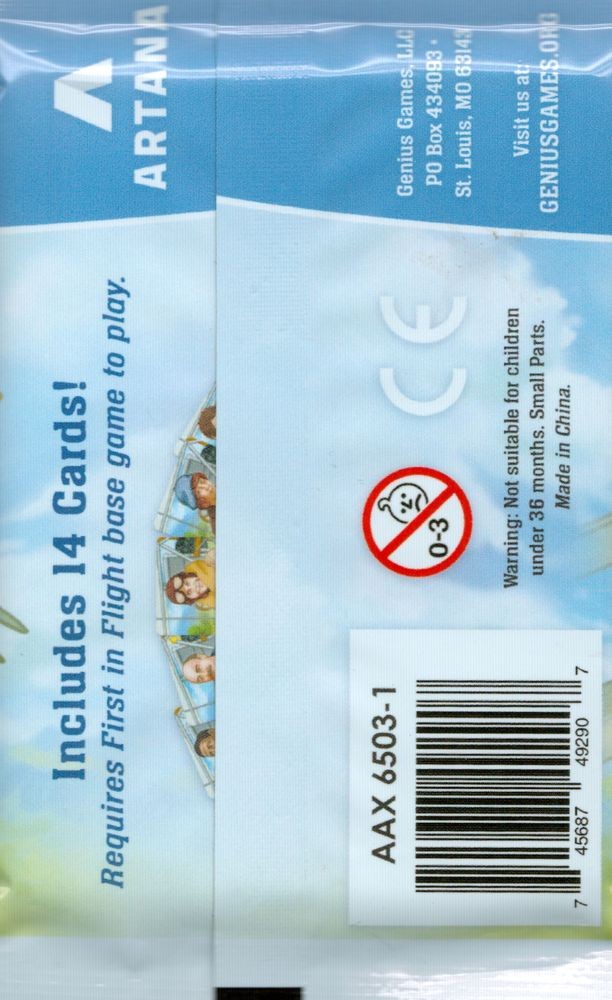 ARTANA
Includes 14 Cards!
Requires First in Flight base game to play.
Genius Games, LLC
PO Box 434083 •
St. Louis, MO 63143
Visit us at:
GENIUSGAMES.ORG
CE
0-3
Warning: Not suitable for children
under 36 months. Small Parts.
Made in China.
AAX 6503-1
7 45687 49290 7